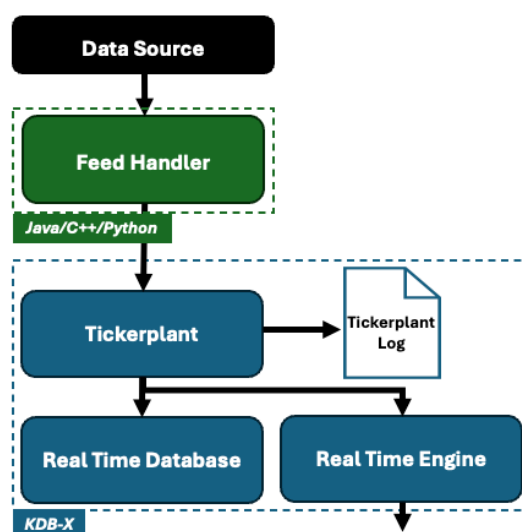 Data Source
Feed Handler
Java/C++/Python
Tickerplant
Tickerplant
Log
Real Time Database
Real Time Engine
KDB-X